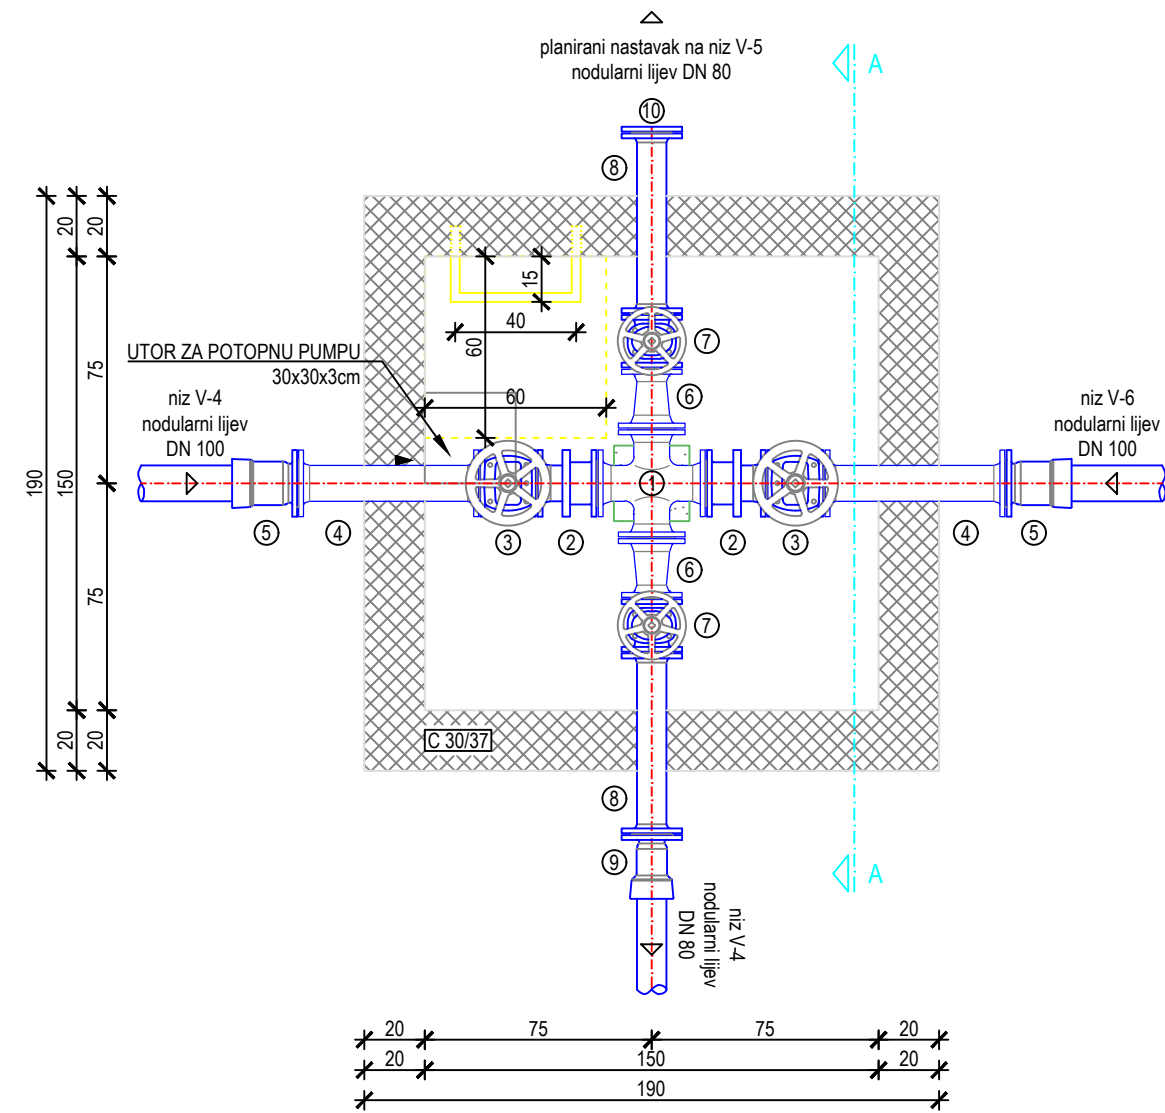 planirani nastavak na niz V-5
nodularni lijev DN 80
A
10
8
20
20
15
40
60
7
UTOR ZA POTOPNU PUMPU
30x30x3cm
75
niz V-4
nodularni lijev
DN 100
60
6
niz V-6
nodularni lijev
DN 100
190
150
1
5
4
3
2
2
3
4
5
6
75
7
20
20
C 30/37
8
9
A
niz V-4
nodularni lijev
DN 80
20
75
75
20
20
150
20
190